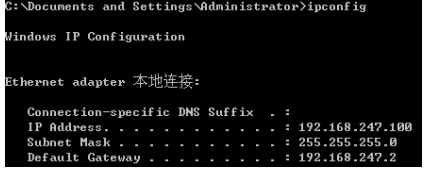 C:\Documents and Settings\Administrator>ipconfig
Windows IP Configuration
Ethernet adapter 本地连接:
Connection-specific DNS Suffix  . :
IP Address. . . . . . . . . . . . : 192.168.247.100
Subnet Mask . . . . . . . . . . . : 255.255.255.0
Default Gateway . . . . . . . . . : 192.168.247.2